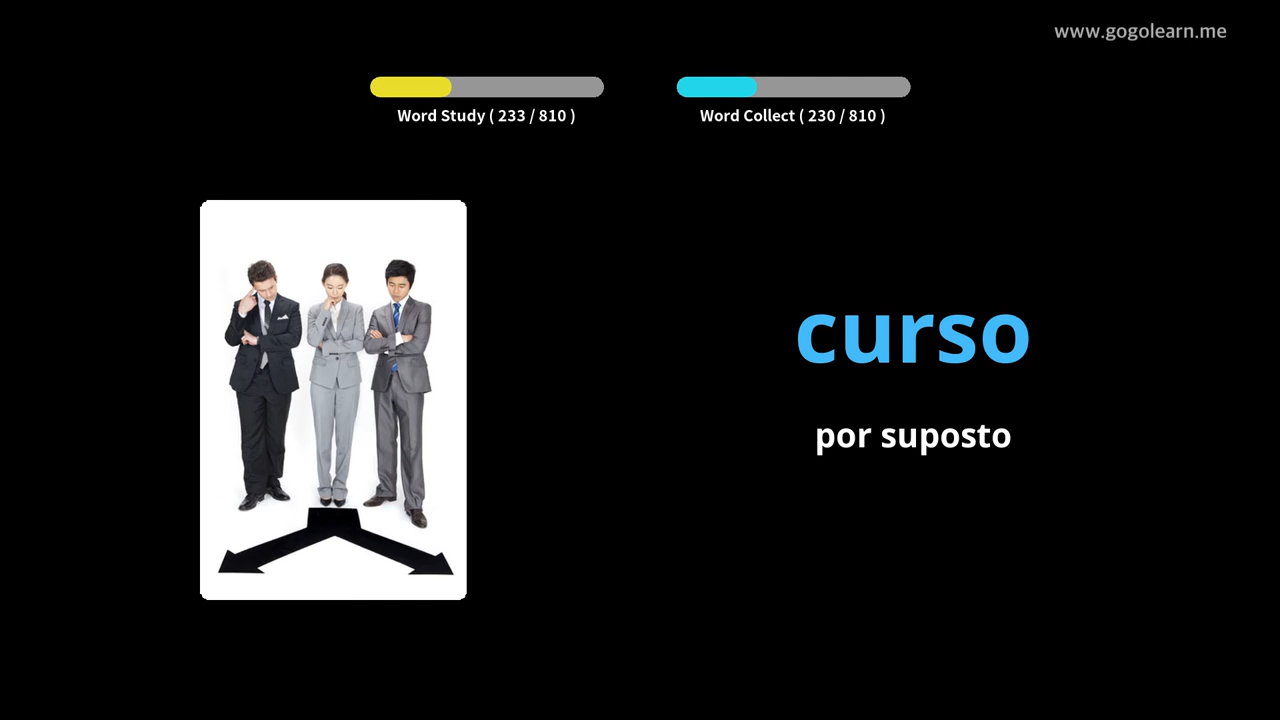 www.gogolearn.me
Word Study ( 233 / 810 )
Word Collect ( 230 / 810 )
curso
por suposto